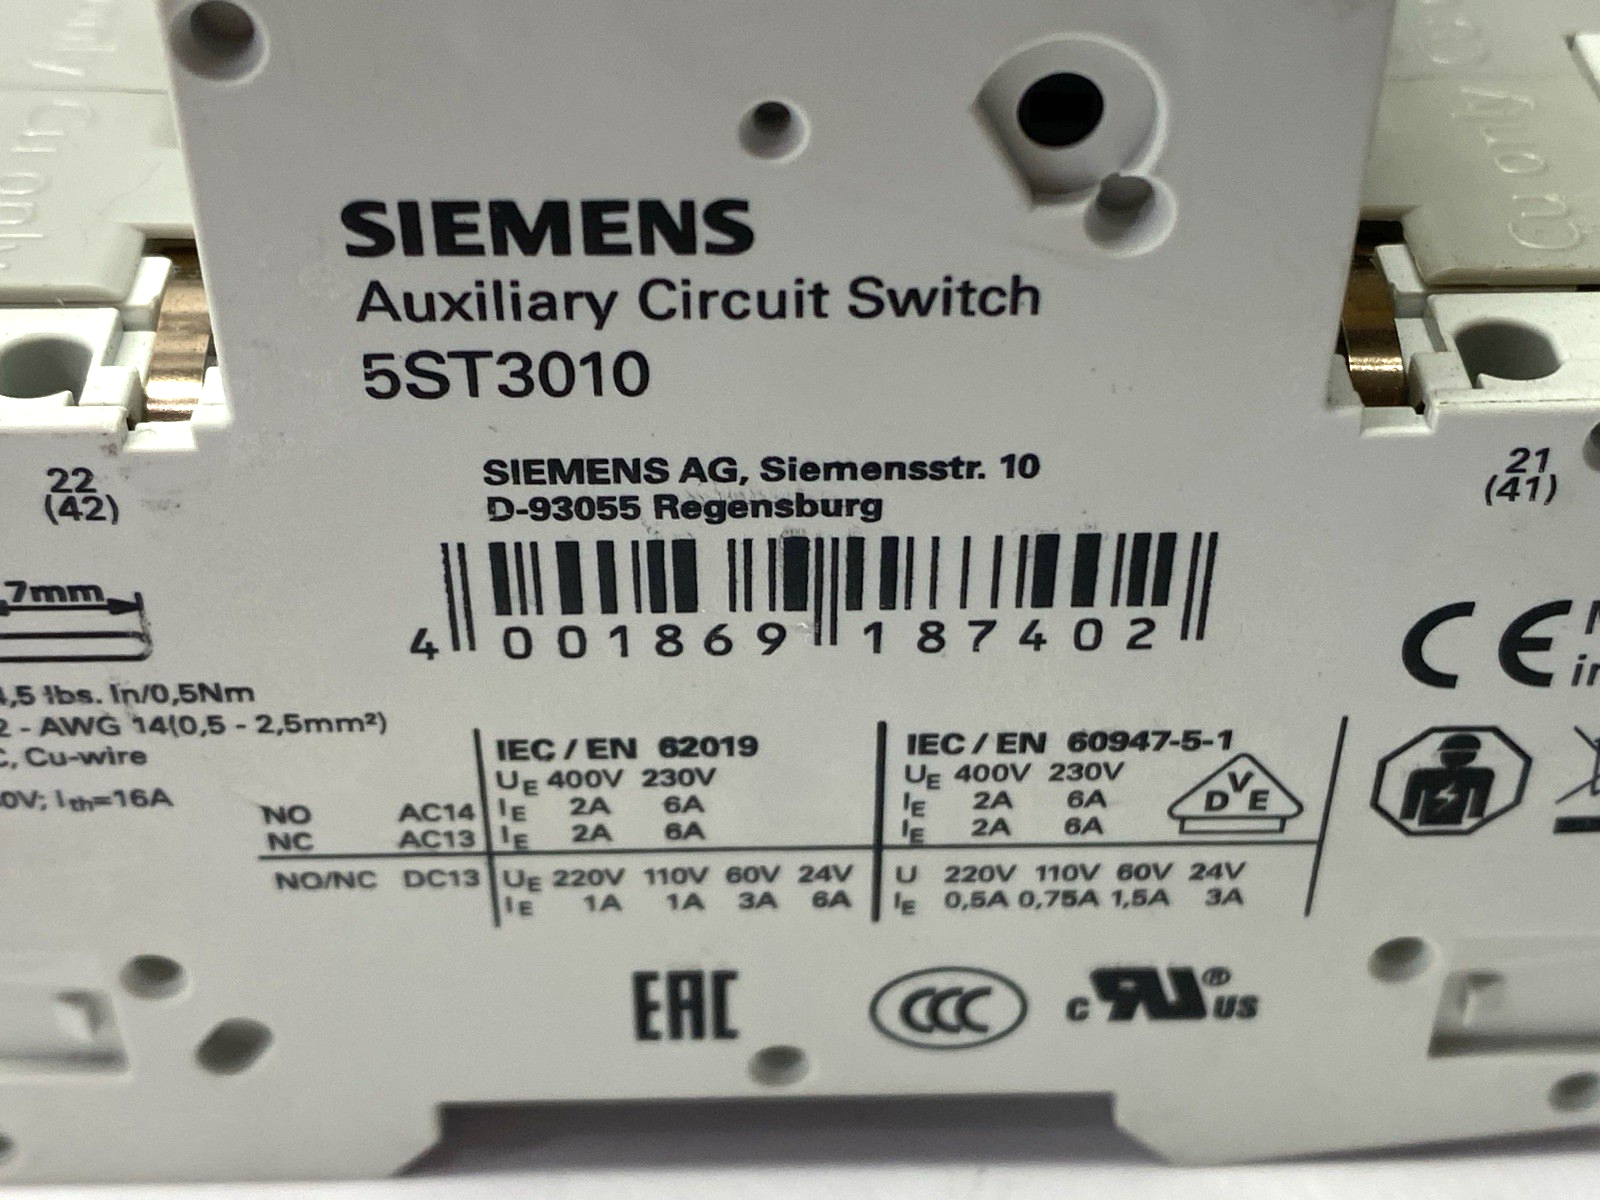 SIEMENS
Auxiliary Circuit Switch
5ST3010
SIEMENS AG, Siemensstr. 10
D-93055 Regensburg
22
(42)
21
(41)
7mm
4 001869 187402
CE
4,5 lbs. In/0,5Nm
2 - AWG 14(0,5 - 2,5mm²)
C, Cu-wire
0V; Ith=16A
IEC / EN 62019
UE 400V 230V
NO AC14 IE 2A 6A
NC AC13 IE 2A 6A
NO/NC DC13 UE 220V 110V 60V 24V
IE 1A 1A 3A 6A
IEC / EN 60947-5-1
UE 400V 230V
IE 2A 6A
IE 2A 6A
U 220V 110V 60V 24V
IE 0,5A 0,75A 1,5A 3A
DVE
EAC
CCC
c RU ® US